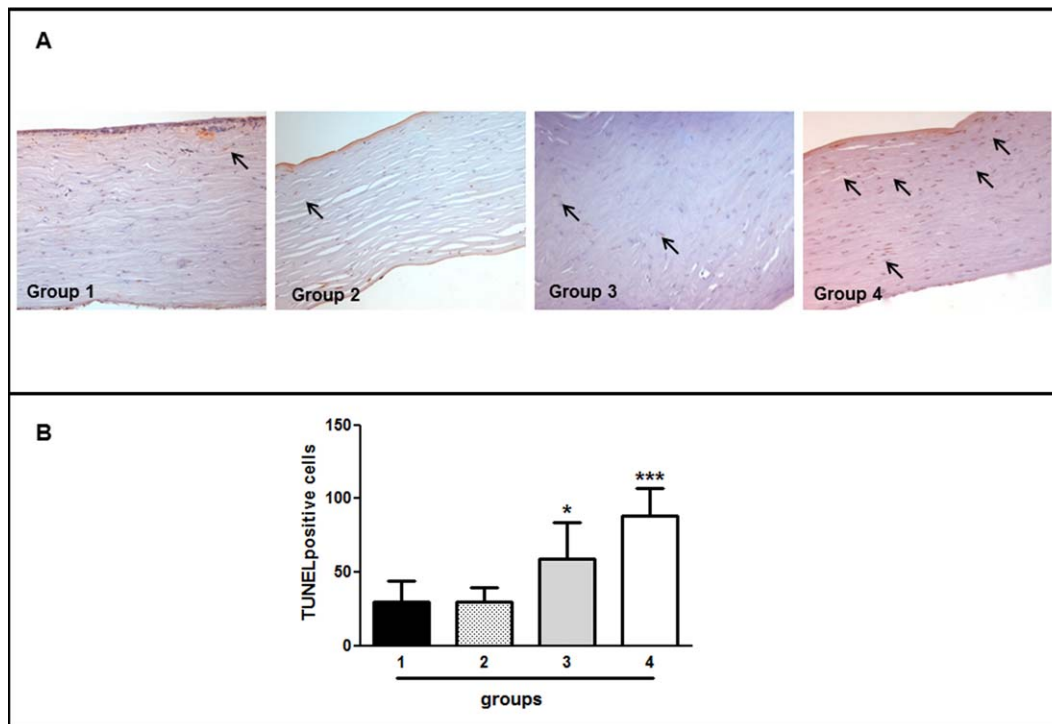 A
Group 1
Group 2
Group 3
Group 4
B
TUNELpositive cells
150
100
50
0
*
***
1 2 3 4
groups